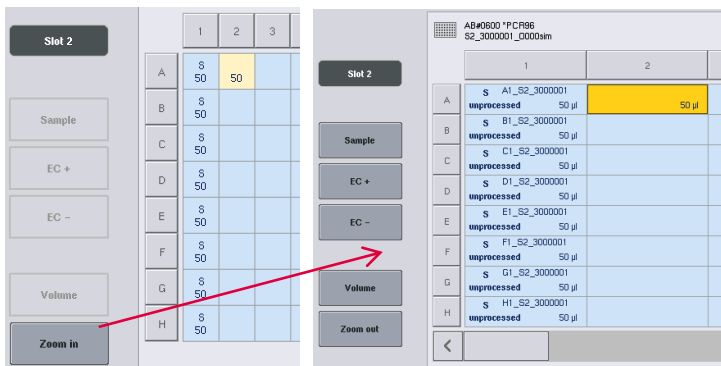 Slot 2
1 2 3
A S
50 50
B S
50
Sample
C S
50
EC +
D S
50
EC -
E S
50
F S
50
Volume
G S
50
H S
50
Zoom in
AB#0600 *PCR96
S2_3000001_0000sim
Slot 2
1 2
A S A1_S2_3000001
unprocessed 50 µl 50 µl
B S B1_S2_3000001
unprocessed 50 µl
Sample
C S C1_S2_3000001
unprocessed 50 µl
EC +
D S D1_S2_3000001
unprocessed 50 µl
EC -
E S E1_S2_3000001
unprocessed 50 µl
F S F1_S2_3000001
unprocessed 50 µl
Volume
G S G1_S2_3000001
unprocessed 50 µl
Zoom out
H S H1_S2_3000001
unprocessed 50 µl